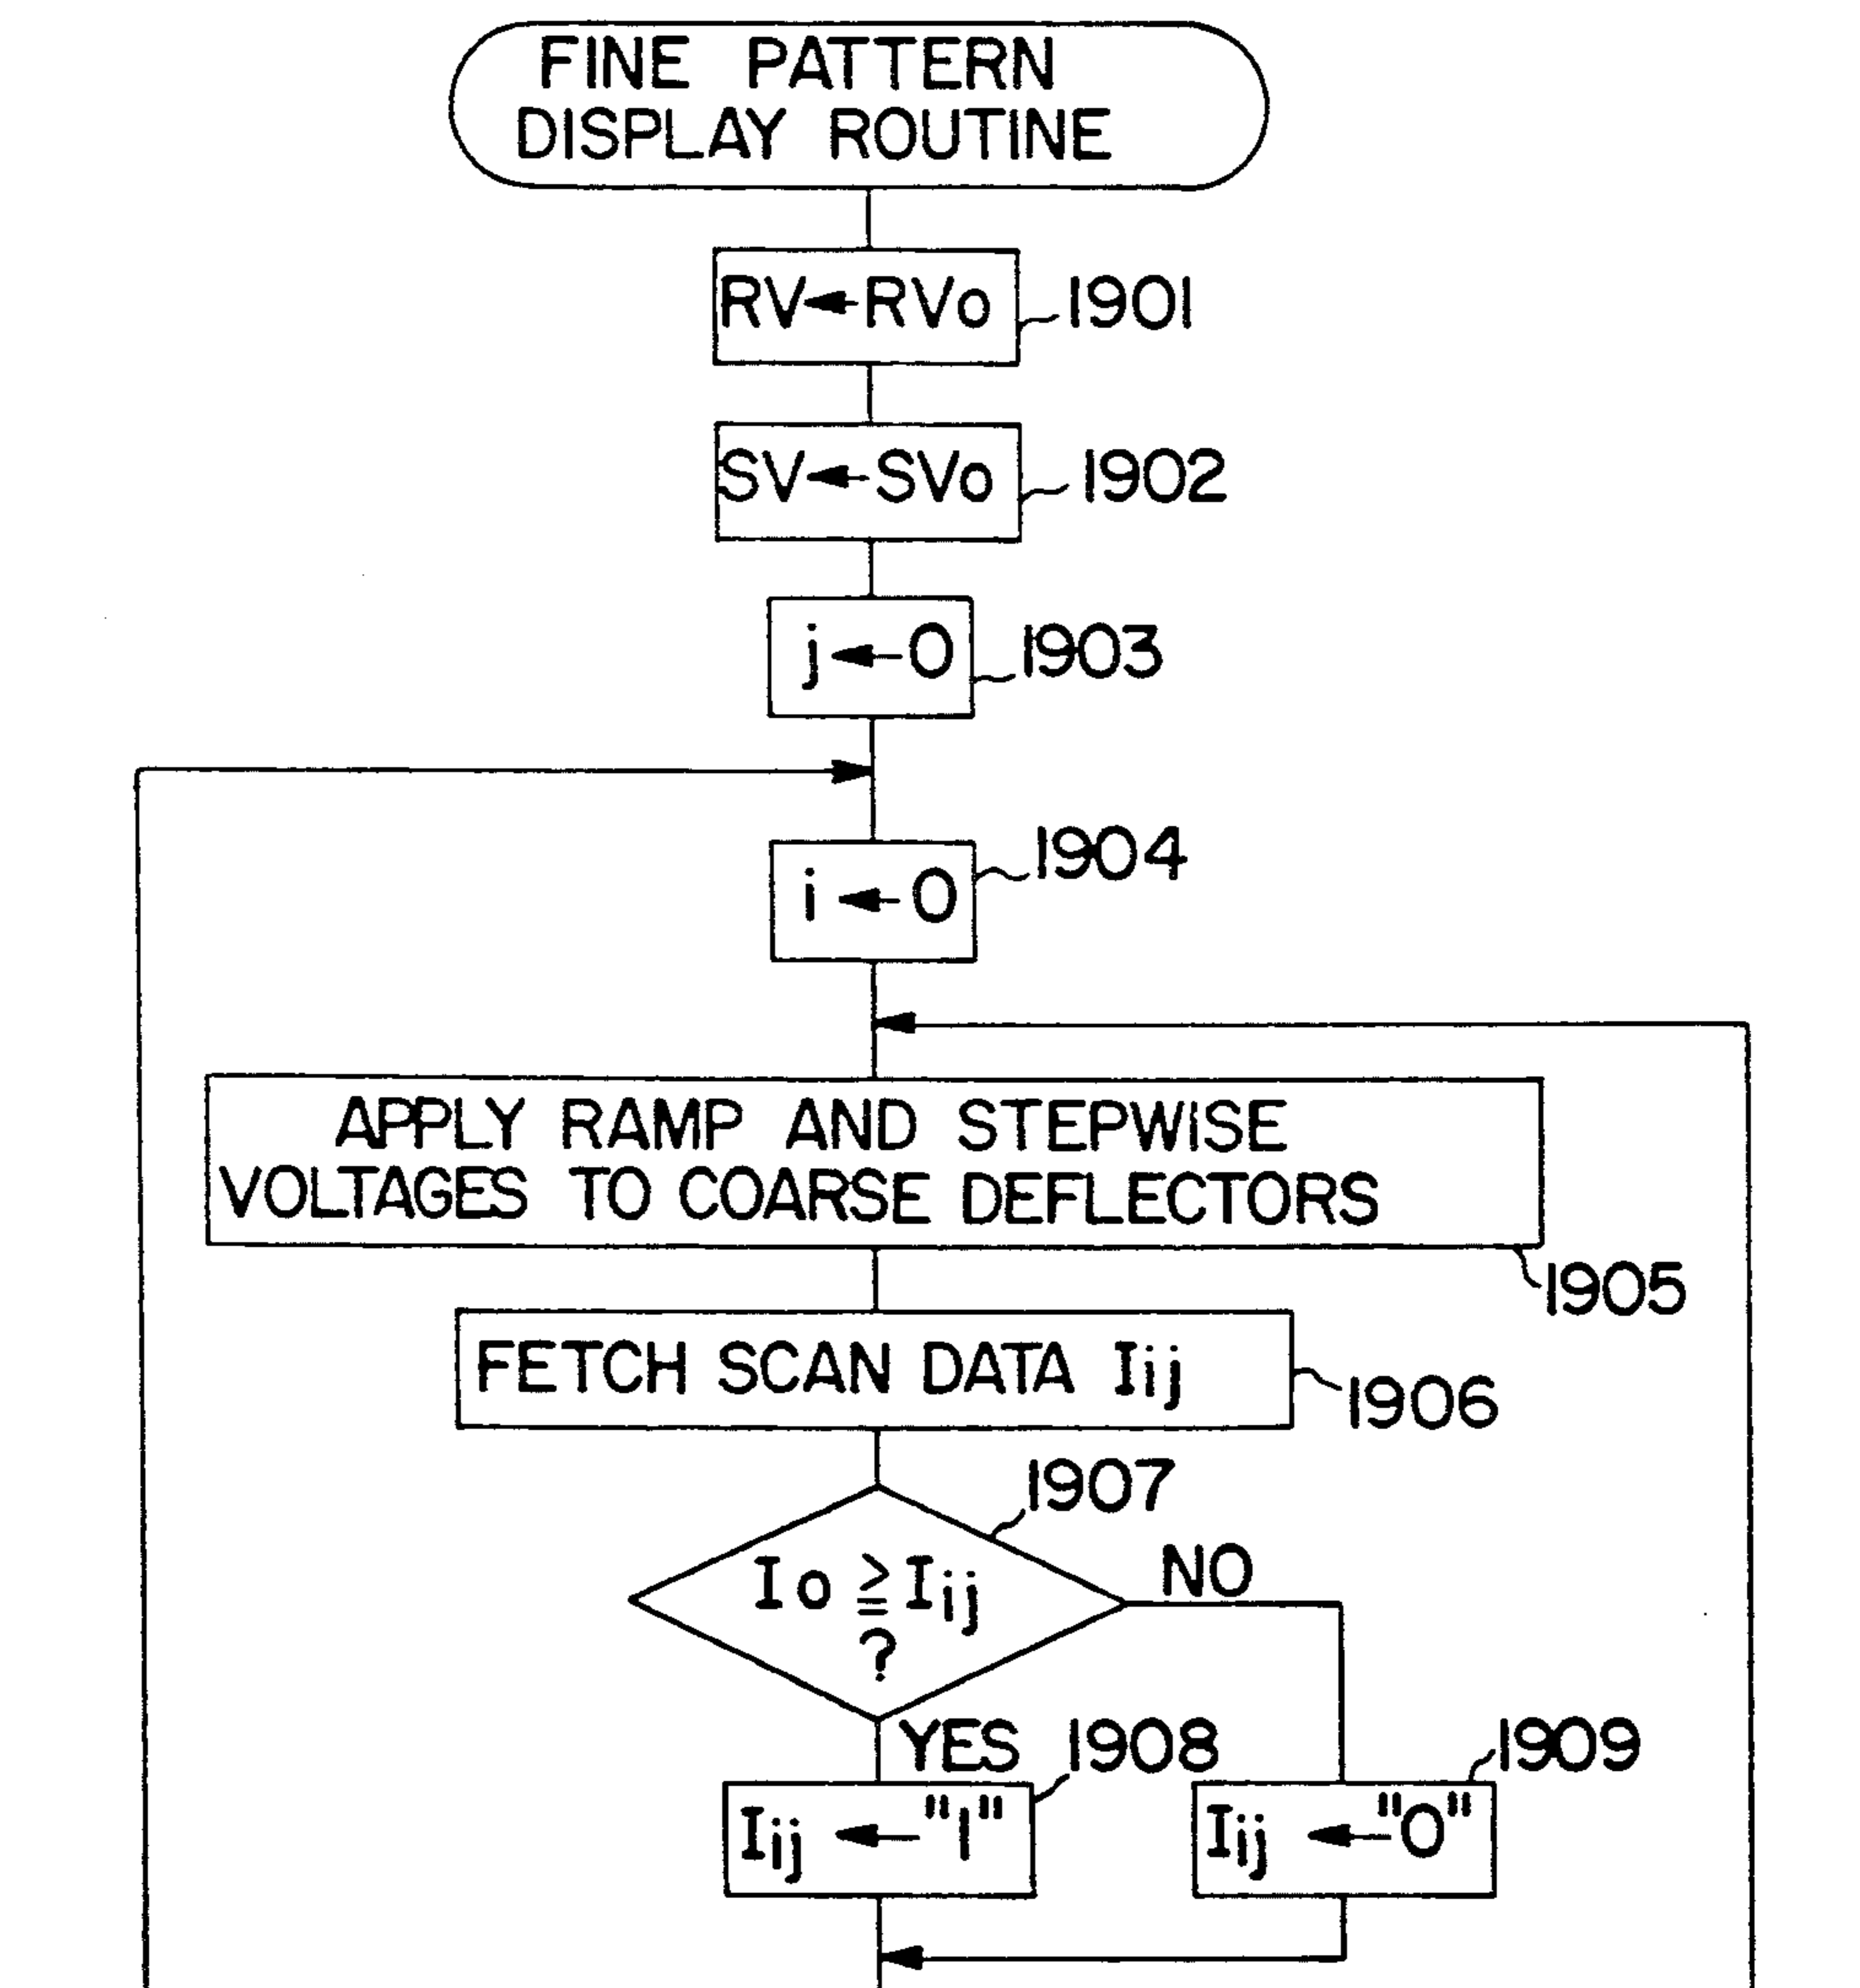 FINE PATTERN
DISPLAY ROUTINE
RV←RVo
1901
SV←SVo
1902
j←0
1903
i←0
1904
APPLY RAMP AND STEPWISE
VOLTAGES TO COARSE DEFLECTORS
1905
FETCH SCAN DATA Iij
1906
1907
Io ≧ Iij
?
NO
YES
1908
1909
Iij ← "1"
Iij ← "0"